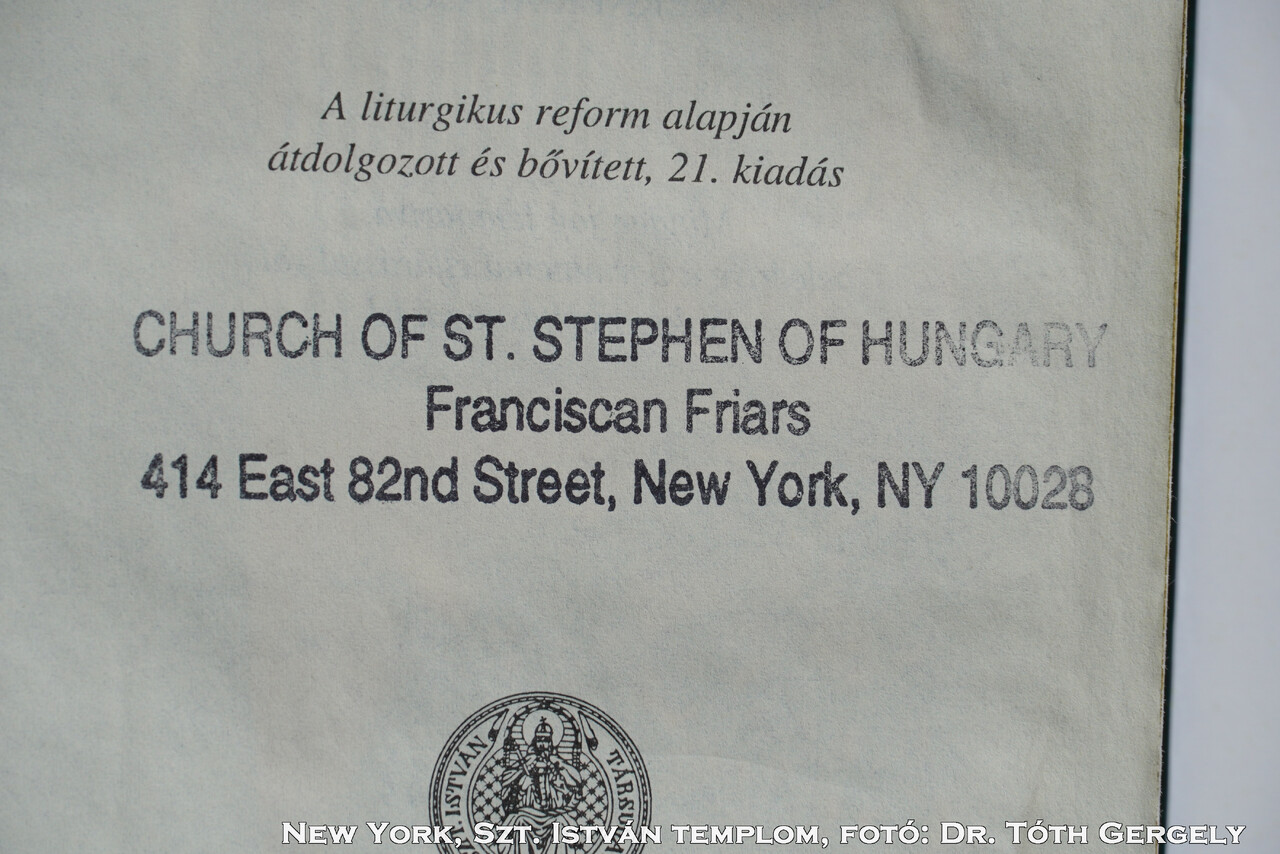 A liturgikus reform alapján
átdolgozott és bővített, 21. kiadás
CHURCH OF ST. STEPHEN OF HUNGARY
Franciscan Friars
414 East 82nd Street, New York, NY 10028
ISTVÁN
New York, Szt. István templom, fotó: Dr. Tóth Gergely